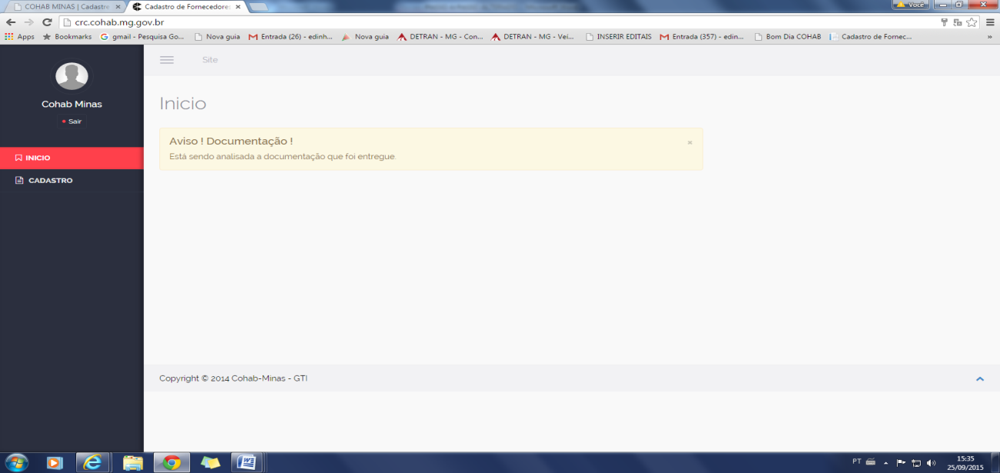 COHAB MINAS | Cadastro
Cadastro de Fornecedores
Você
crc.cohab.mg.gov.br
Apps Bookmarks gmail - Pesquisa Go... Nova guia Entrada (26) - edinh... Nova guia DETRAN - MG - Con... DETRAN - MG - Veí... INSERIR EDITAIS Entrada (357) - edin... Bom Dia COHAB Cadastro de Fornec... »
Site
Cohab Minas
Sair
INICIO
CADASTRO
Inicio
Aviso ! Documentação !
Está sendo analisada a documentação que foi entregue.
Copyright © 2014 Cohab-Minas - GTI
PT
15:35
25/09/2015